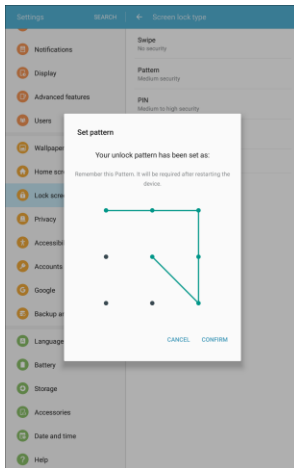 Settings
SEARCH
Screen lock type
Notifications
Display
Advanced features
Users
Wallpaper
Home scr
Lock scre
Privacy
Accessibi
Accounts
Google
Backup a
Language
Battery
Storage
Accessories
Date and time
Help
Swipe
No security
Pattern
Medium security
PIN
Medium to high security
Set pattern
Your unlock pattern has been set as:
Remember this Pattern. It will be required after restarting the
device.
CANCEL CONFIRM